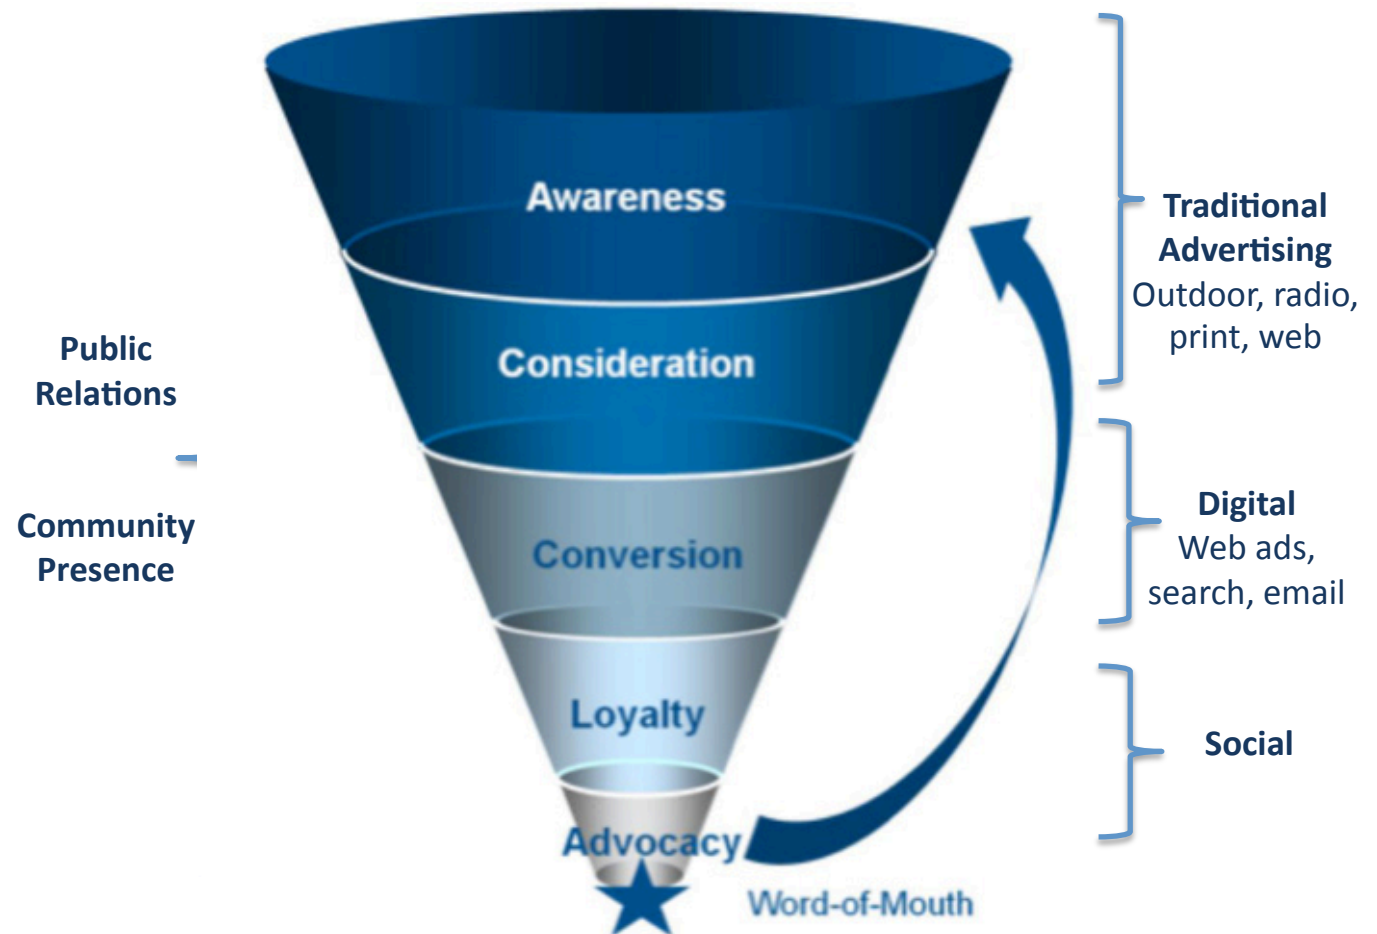 Awareness
Consideration
Conversion
Loyalty
Advocacy
Word-of-Mouth
Public
Relations
Community
Presence
Traditional
Advertising
Outdoor, radio,
print, web
Digital
Web ads,
search, email
Social